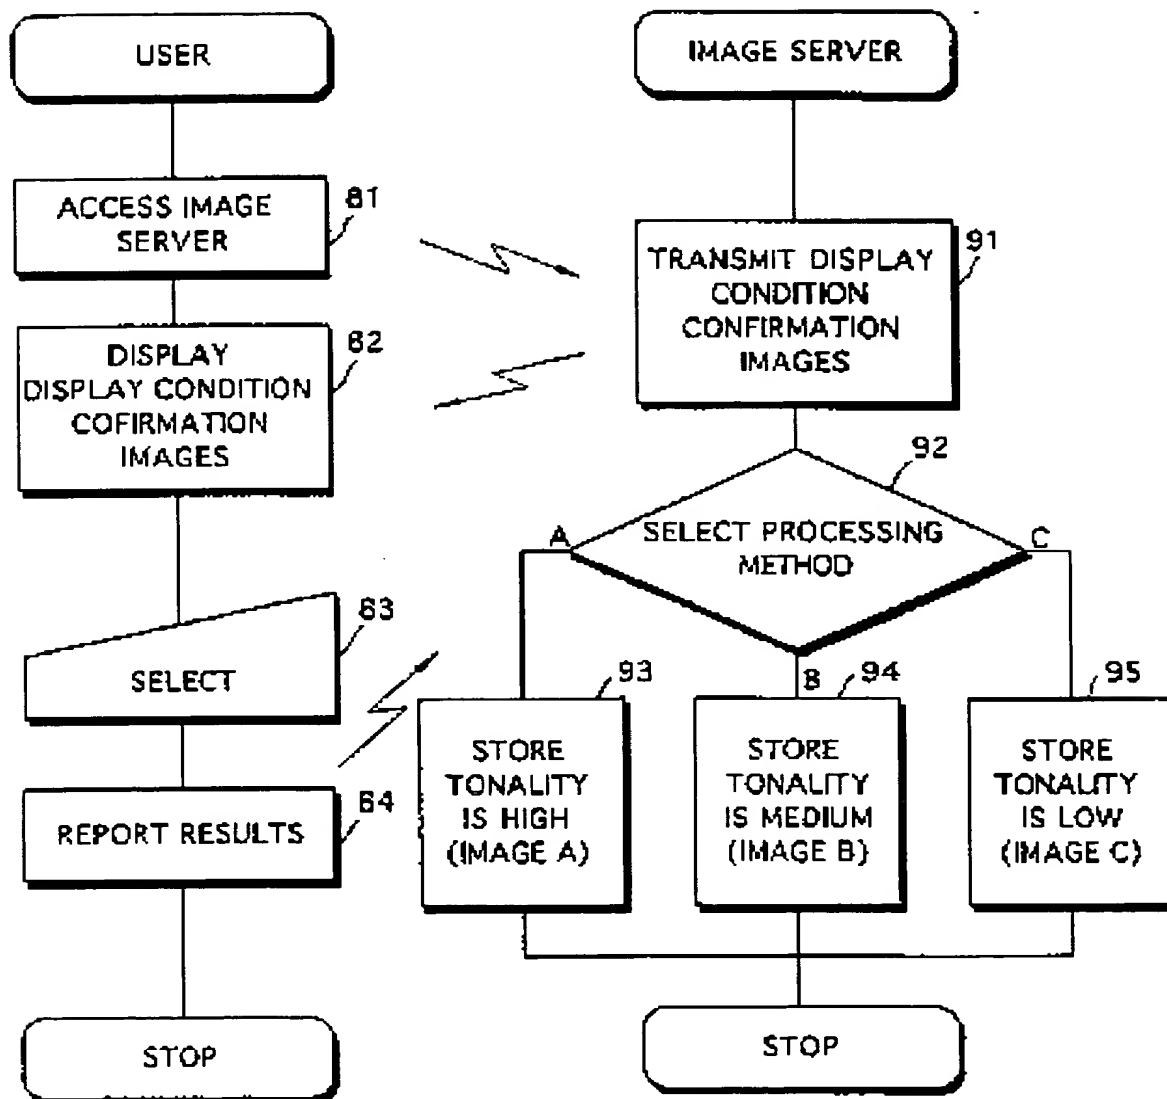 USER
ACCESS IMAGE
SERVER
81
DISPLAY
DISPLAY CONDITION
COFIRMATION
IMAGES
82
SELECT
83
REPORT RESULTS
84
STOP
IMAGE SERVER
TRANSMIT DISPLAY
CONDITION
CONFIRMATION
IMAGES
91
SELECT PROCESSING
METHOD
92
A
B
C
STORE
TONALITY
IS HIGH
(IMAGE A)
93
STORE
TONALITY
IS MEDIUM
(IMAGE B)
94
STORE
TONALITY
IS LOW
(IMAGE C)
95
STOP